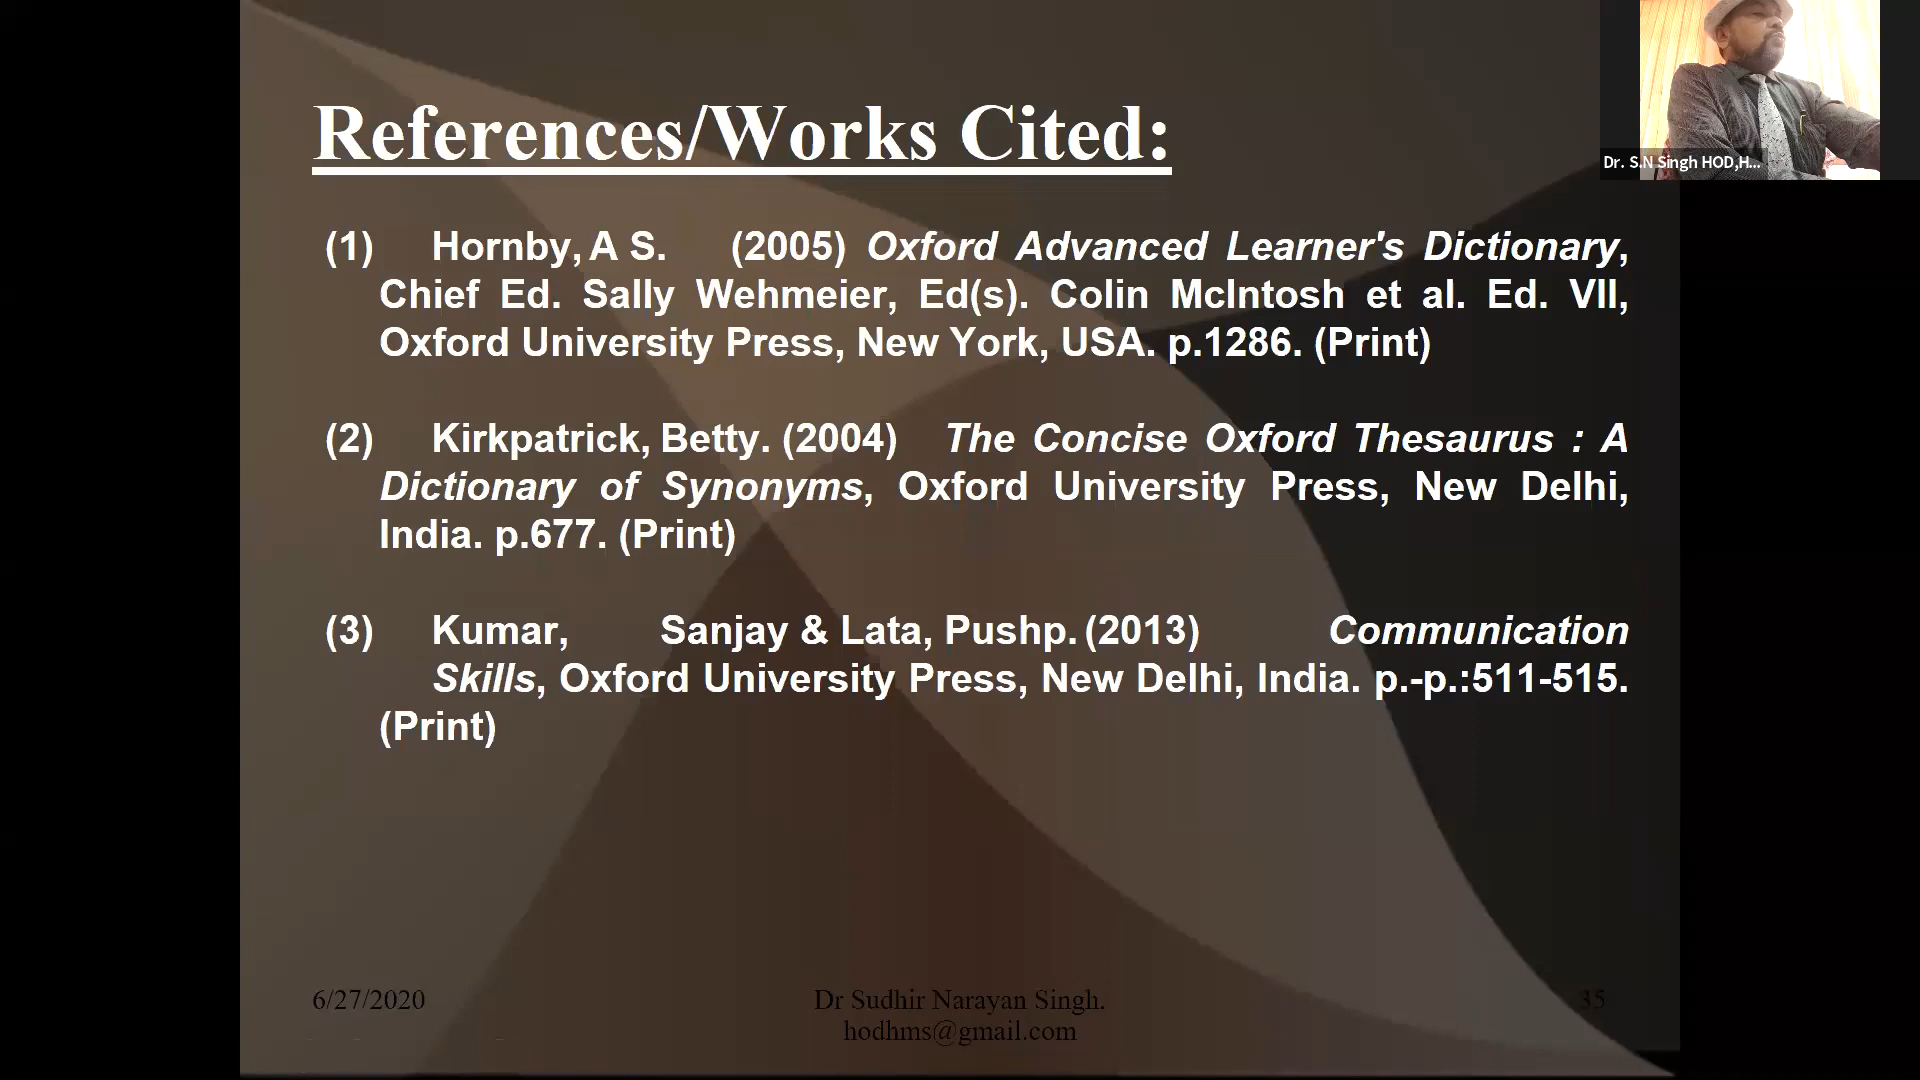 References/Works Cited:
Dr. S.N Singh HOD,H...
(1) Hornby, A S. (2005) Oxford Advanced Learner's Dictionary,
Chief Ed. Sally Wehmeier, Ed(s). Colin McIntosh et al. Ed. VII,
Oxford University Press, New York, USA. p.1286. (Print)
(2) Kirkpatrick, Betty. (2004) The Concise Oxford Thesaurus : A
Dictionary of Synonyms, Oxford University Press, New Delhi,
India. p.677. (Print)
(3) Kumar, Sanjay & Lata, Pushp. (2013) Communication
Skills, Oxford University Press, New Delhi, India. p.-p.:511-515.
(Print)
6/27/2020
Dr Sudhir Narayan Singh.
hodhms@gmail.com
35